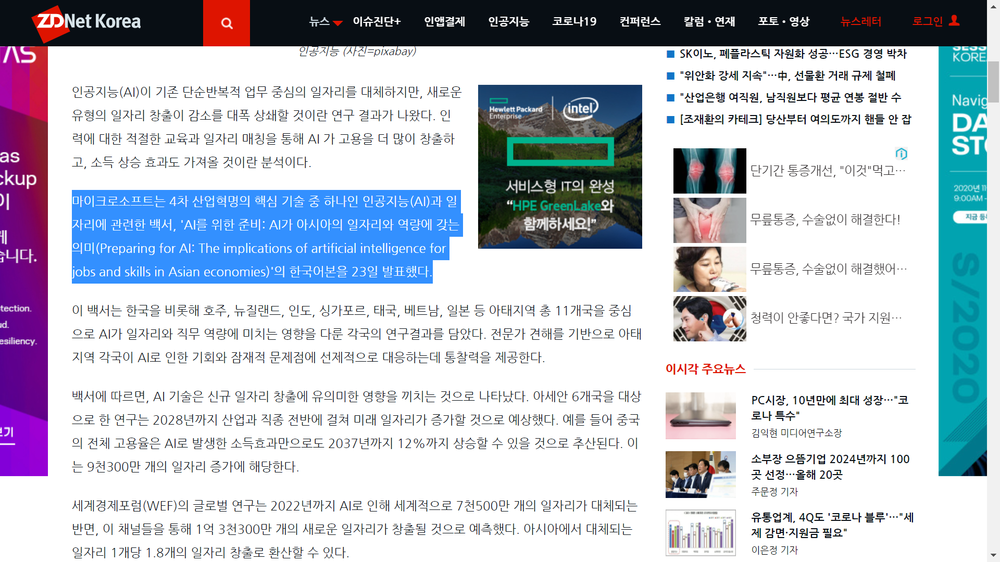 ZDNet Korea
뉴스
이슈진단+
인앱결제
인공지능
코로나19
컨퍼런스
칼럼•연재
포토•영상
뉴스레터
로그인
인공지능 (사진=pixabay)
인공지능(AI)이 기존 단순반복적 업무 중심의 일자리를 대체하지만, 새로운
유형의 일자리 창출이 감소를 대폭 상쇄할 것이란 연구 결과가 나왔다. 인
력에 대한 적절한 교육과 일자리 매칭을 통해 AI 가 고용을 더 많이 창출하
고, 소득 상승 효과도 가져올 것이란 분석이다.
마이크로소프트는 4차 산업혁명의 핵심 기술 중 하나인 인공지능(AI)과 일
자리에 관련한 백서, 'AI를 위한 준비: AI가 아시아의 일자리와 역량에 갖는
의미(Preparing for AI: The implications of artificial intelligence for
jobs and skills in Asian economies)'의 한국어본을 23일 발표했다.
이 백서는 한국을 비롯해 호주, 뉴질랜드, 인도, 싱가포르, 태국, 베트남, 일본 등 아태지역 총 11개국을 중심
으로 AI가 일자리와 직무 역량에 미치는 영향을 다룬 각국의 연구결과를 담았다. 전문가 견해를 기반으로 아태
지역 각국이 AI로 인한 기회와 잠재적 문제점에 선제적으로 대응하는데 통찰력을 제공한다.
백서에 따르면, AI 기술은 신규 일자리 창출에 유의미한 영향을 끼치는 것으로 나타났다. 아세안 6개국을 대상
으로 한 연구는 2028년까지 산업과 직종 전반에 걸쳐 미래 일자리가 증가할 것으로 예상했다. 예를 들어 중국
의 전체 고용율은 AI로 발생한 소득효과만으로도 2037년까지 12%까지 상승할 수 있을 것으로 추산된다. 이
는 9천300만 개의 일자리 증가에 해당한다.
세계경제포럼(WEF)의 글로벌 연구는 2022년까지 AI로 인해 세계적으로 7천500만 개의 일자리가 대체되는
반면, 이 채널들을 통해 1억 3천300만 개의 새로운 일자리가 창출될 것으로 예측했다. 아시아에서 대체되는
일자리 1개당 1.8개의 일자리 창출로 환산할 수 있다.
Hewlett Packard
Enterprise
intel
서비스형 IT의 완성
“HPE GreenLake와
함께하세요!”
SK이노, 폐플라스틱 자원화 성공…ESG 경영 박차
"위안화 강세 지속"…中, 선물환 거래 규제 철폐
"산업은행 여직원, 남직원보다 평균 연봉 절반 수
[조재환의 카테크] 당산부터 여의도까지 핸들 안 잡
단기간 통증개선, "이것"먹고…
무릎통증, 수술없이 해결한다!
무릎통증, 수술없이 해결했어…
청력이 안좋다면? 국가 지원…
이시각 주요뉴스
PC시장, 10년만에 최대 성장…"코
로나 특수"
김익현 미디어연구소장
소부장 으뜸기업 2024년까지 100
곳 선정…올해 20곳
주문정 기자
유통업계, 4Q도 '코로나 블루'…"세
제 감면·지원금 필요"
이은정 기자
as
ckup
이
께
습니다.
tection.
ud.
esiliency.
보기
KORE
Navig
DA
STO
2020년 11
9:00AM -
지금 등
S/2020